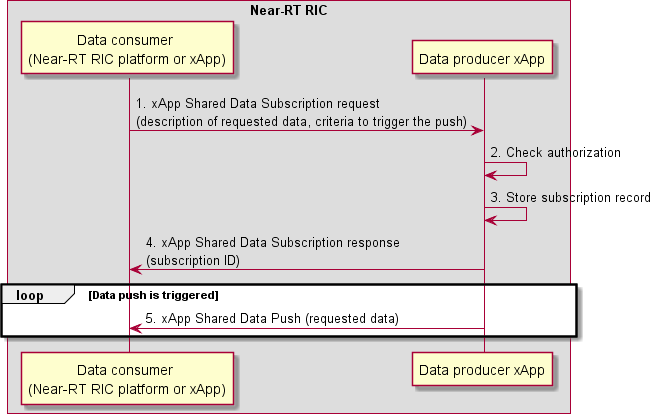 Near-RT RIC
Data consumer
(Near-RT RIC platform or xApp)
Data producer xApp
1. xApp Shared Data Subscription request
(description of requested data, criteria to trigger the push)
2. Check authorization
3. Store subscription record
4. xApp Shared Data Subscription response
(subscription ID)
loop
[Data push is triggered]
5. xApp Shared Data Push (requested data)
Data consumer
(Near-RT RIC platform or xApp)
Data producer xApp